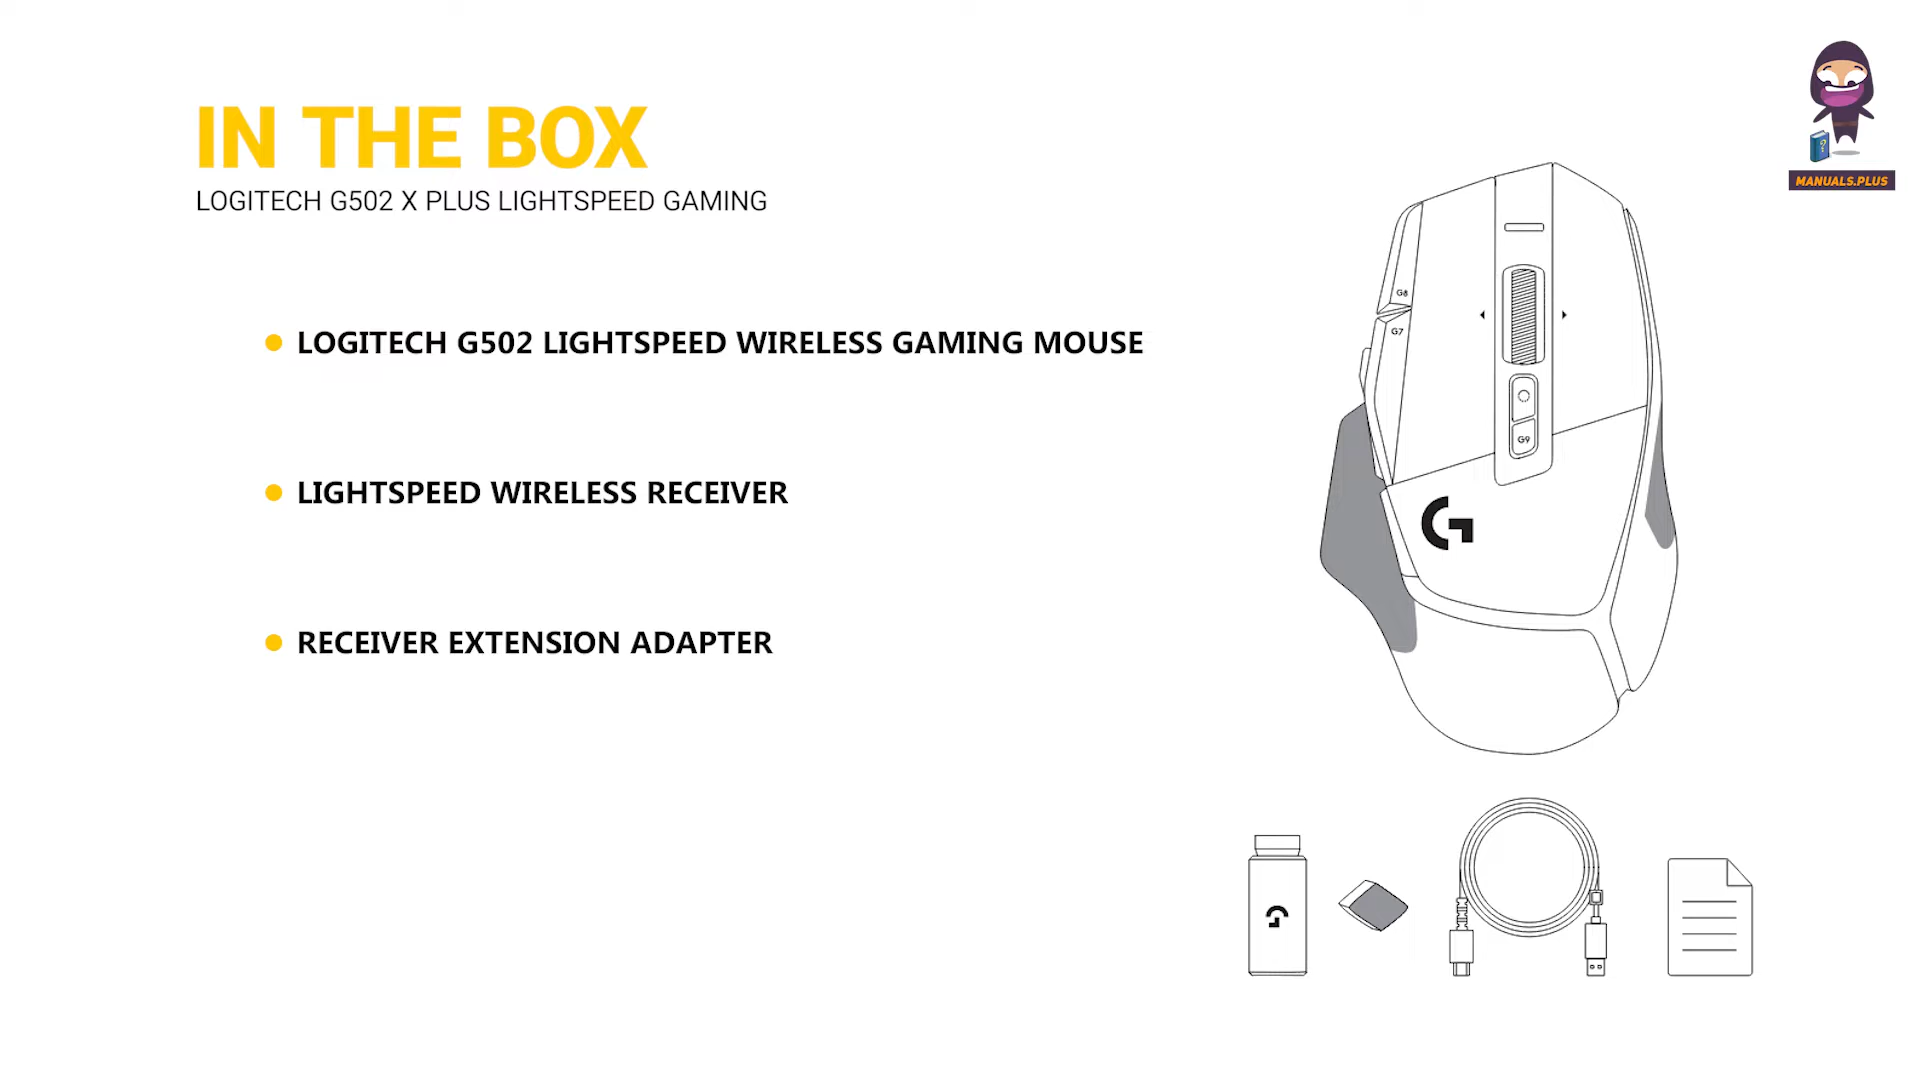 IN THE BOX
LOGITECH G502 X PLUS LIGHTSPEED GAMING
MANUALS.PLUS
LOGITECH G502 LIGHTSPEED WIRELESS GAMING MOUSE
LIGHTSPEED WIRELESS RECEIVER
RECEIVER EXTENSION ADAPTER
G8
G7
G9